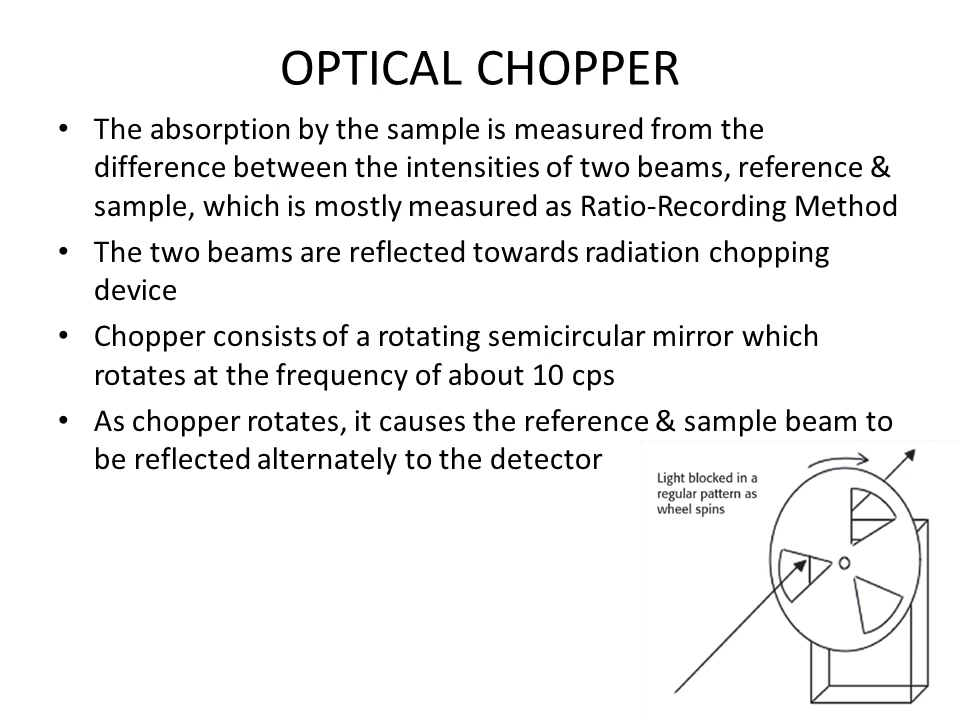 OPTICAL CHOPPER
• The absorption by the sample is measured from the
difference between the intensities of two beams, reference &
sample, which is mostly measured as Ratio-Recording Method
• The two beams are reflected towards radiation chopping
device
• Chopper consists of a rotating semicircular mirror which
rotates at the frequency of about 10 cps
• As chopper rotates, it causes the reference & sample beam to
be reflected alternately to the detector
Light blocked in a
regular pattern as
wheel spins